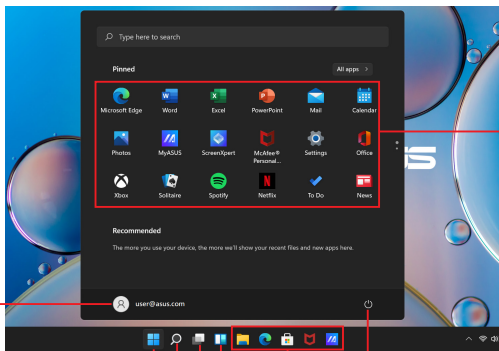 Type here to search
Pinned
All apps >
Microsoft Edge
Word
Excel
PowerPoint
Mail
Calendar
Photos
MyASUS
ScreenXpert
McAfee®
Personal...
Settings
Office
Xbox
Solitaire
Spotify
Netflix
To Do
News
Recommended
The more you use your device, the more we'll show your recent files and new apps here.
user@asus.com